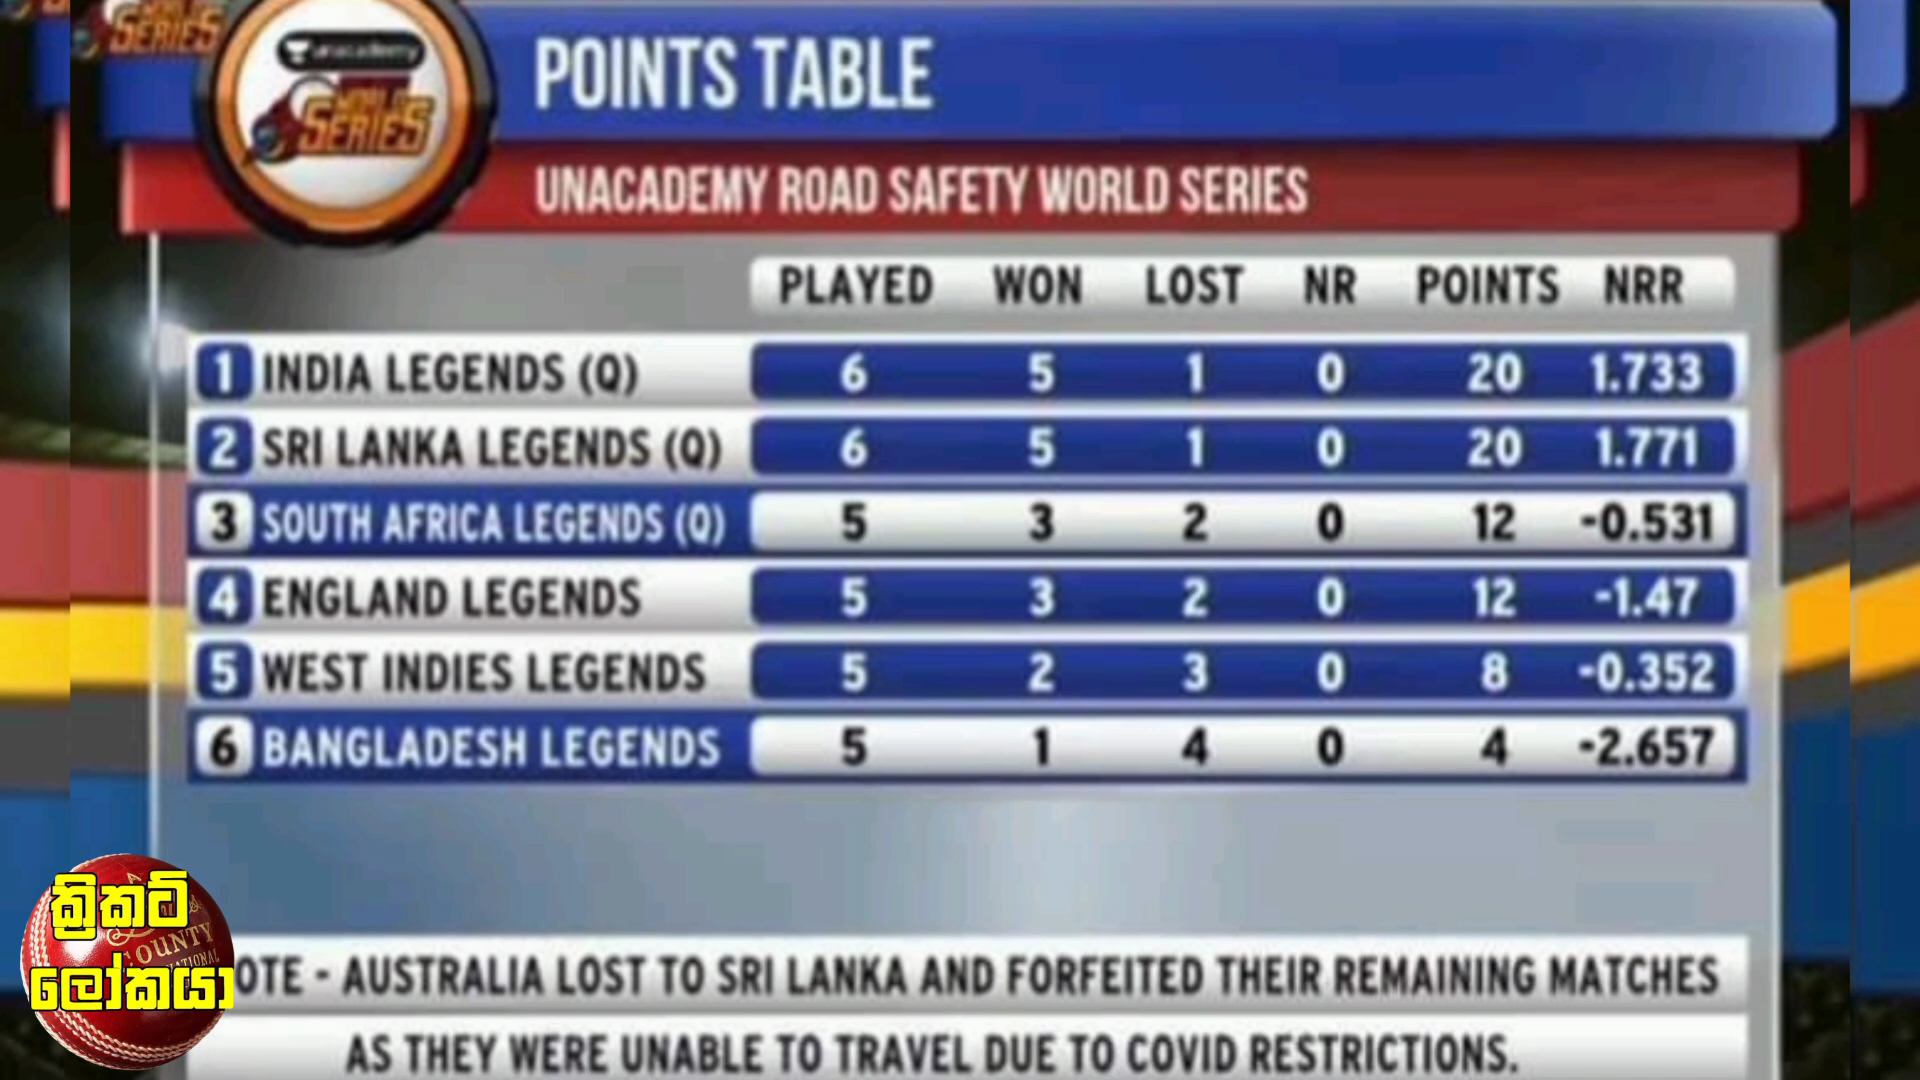 SERIES
unacademy
WORLD
SERIES
POINTS TABLE
UNACADEMY ROAD SAFETY WORLD SERIES
PLAYED WON LOST NR POINTS NRR
1 INDIA LEGENDS (Q) 6 5 1 0 20 1.733
2 SRI LANKA LEGENDS (Q) 6 5 1 0 20 1.771
3 SOUTH AFRICA LEGENDS (Q) 5 3 2 0 12 -0.531
4 ENGLAND LEGENDS 5 3 2 0 12 -1.47
5 WEST INDIES LEGENDS 5 2 3 0 8 -0.352
6 BANGLADESH LEGENDS 5 1 4 0 4 -2.657
OTE - AUSTRALIA LOST TO SRI LANKA AND FORFEITED THEIR REMAINING MATCHES
AS THEY WERE UNABLE TO TRAVEL DUE TO COVID RESTRICTIONS.
ක්‍රිකට්
COUNTY
ලෝකයා